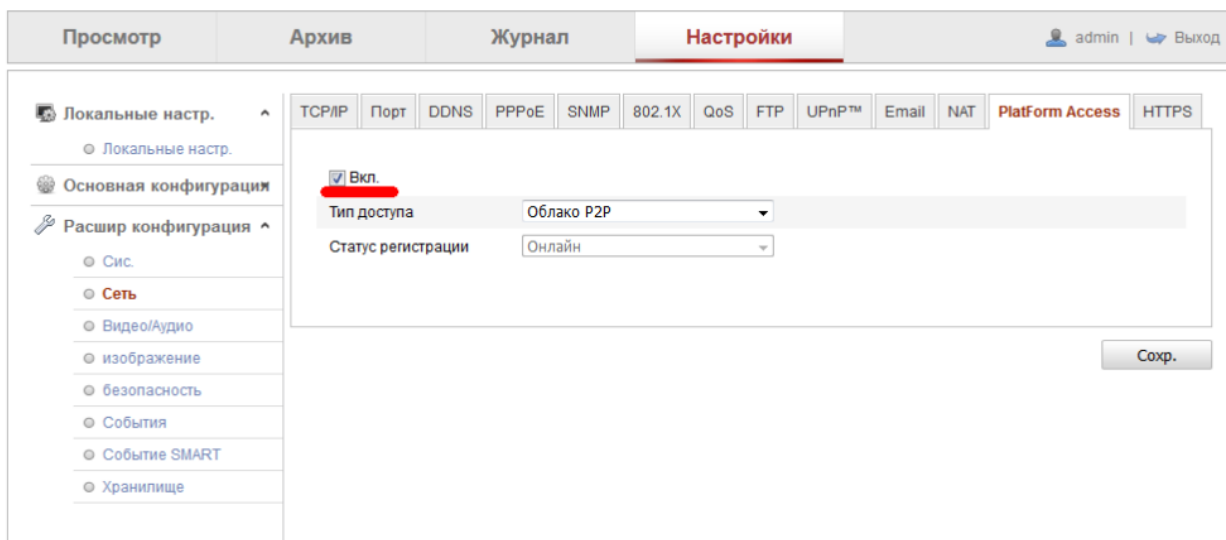 Просмотр Архив Журнал Настройки admin | Выход
Локальные настр.
Локальные настр.
Основная конфигурация
Расшир конфигурация
Сис.
Сеть
Видео/Аудио
изображение
безопасность
События
Событие SMART
Хранилище
TCP/IP Порт DDNS PPPoE SNMP 802.1X QoS FTP UPnP™ Email NAT PlatForm Access HTTPS
Вкл.
Тип доступа Облако P2P
Статус регистрации Онлайн
Сохр.